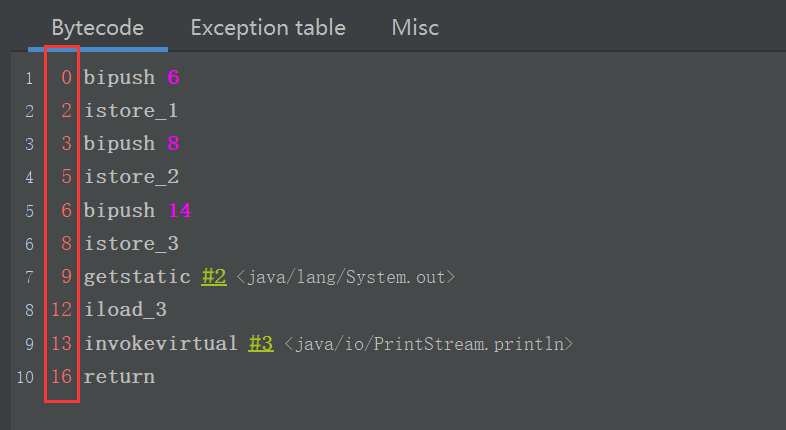 Bytecode Exception table Misc
1 0 bipush 6
2 2 istore_1
3 3 bipush 8
4 5 istore_2
5 6 bipush 14
6 8 istore_3
7 9 getstatic #2 <java/lang/System.out>
8 12 iload_3
9 13 invokevirtual #3 <java/io/PrintStream.println>
10 16 return